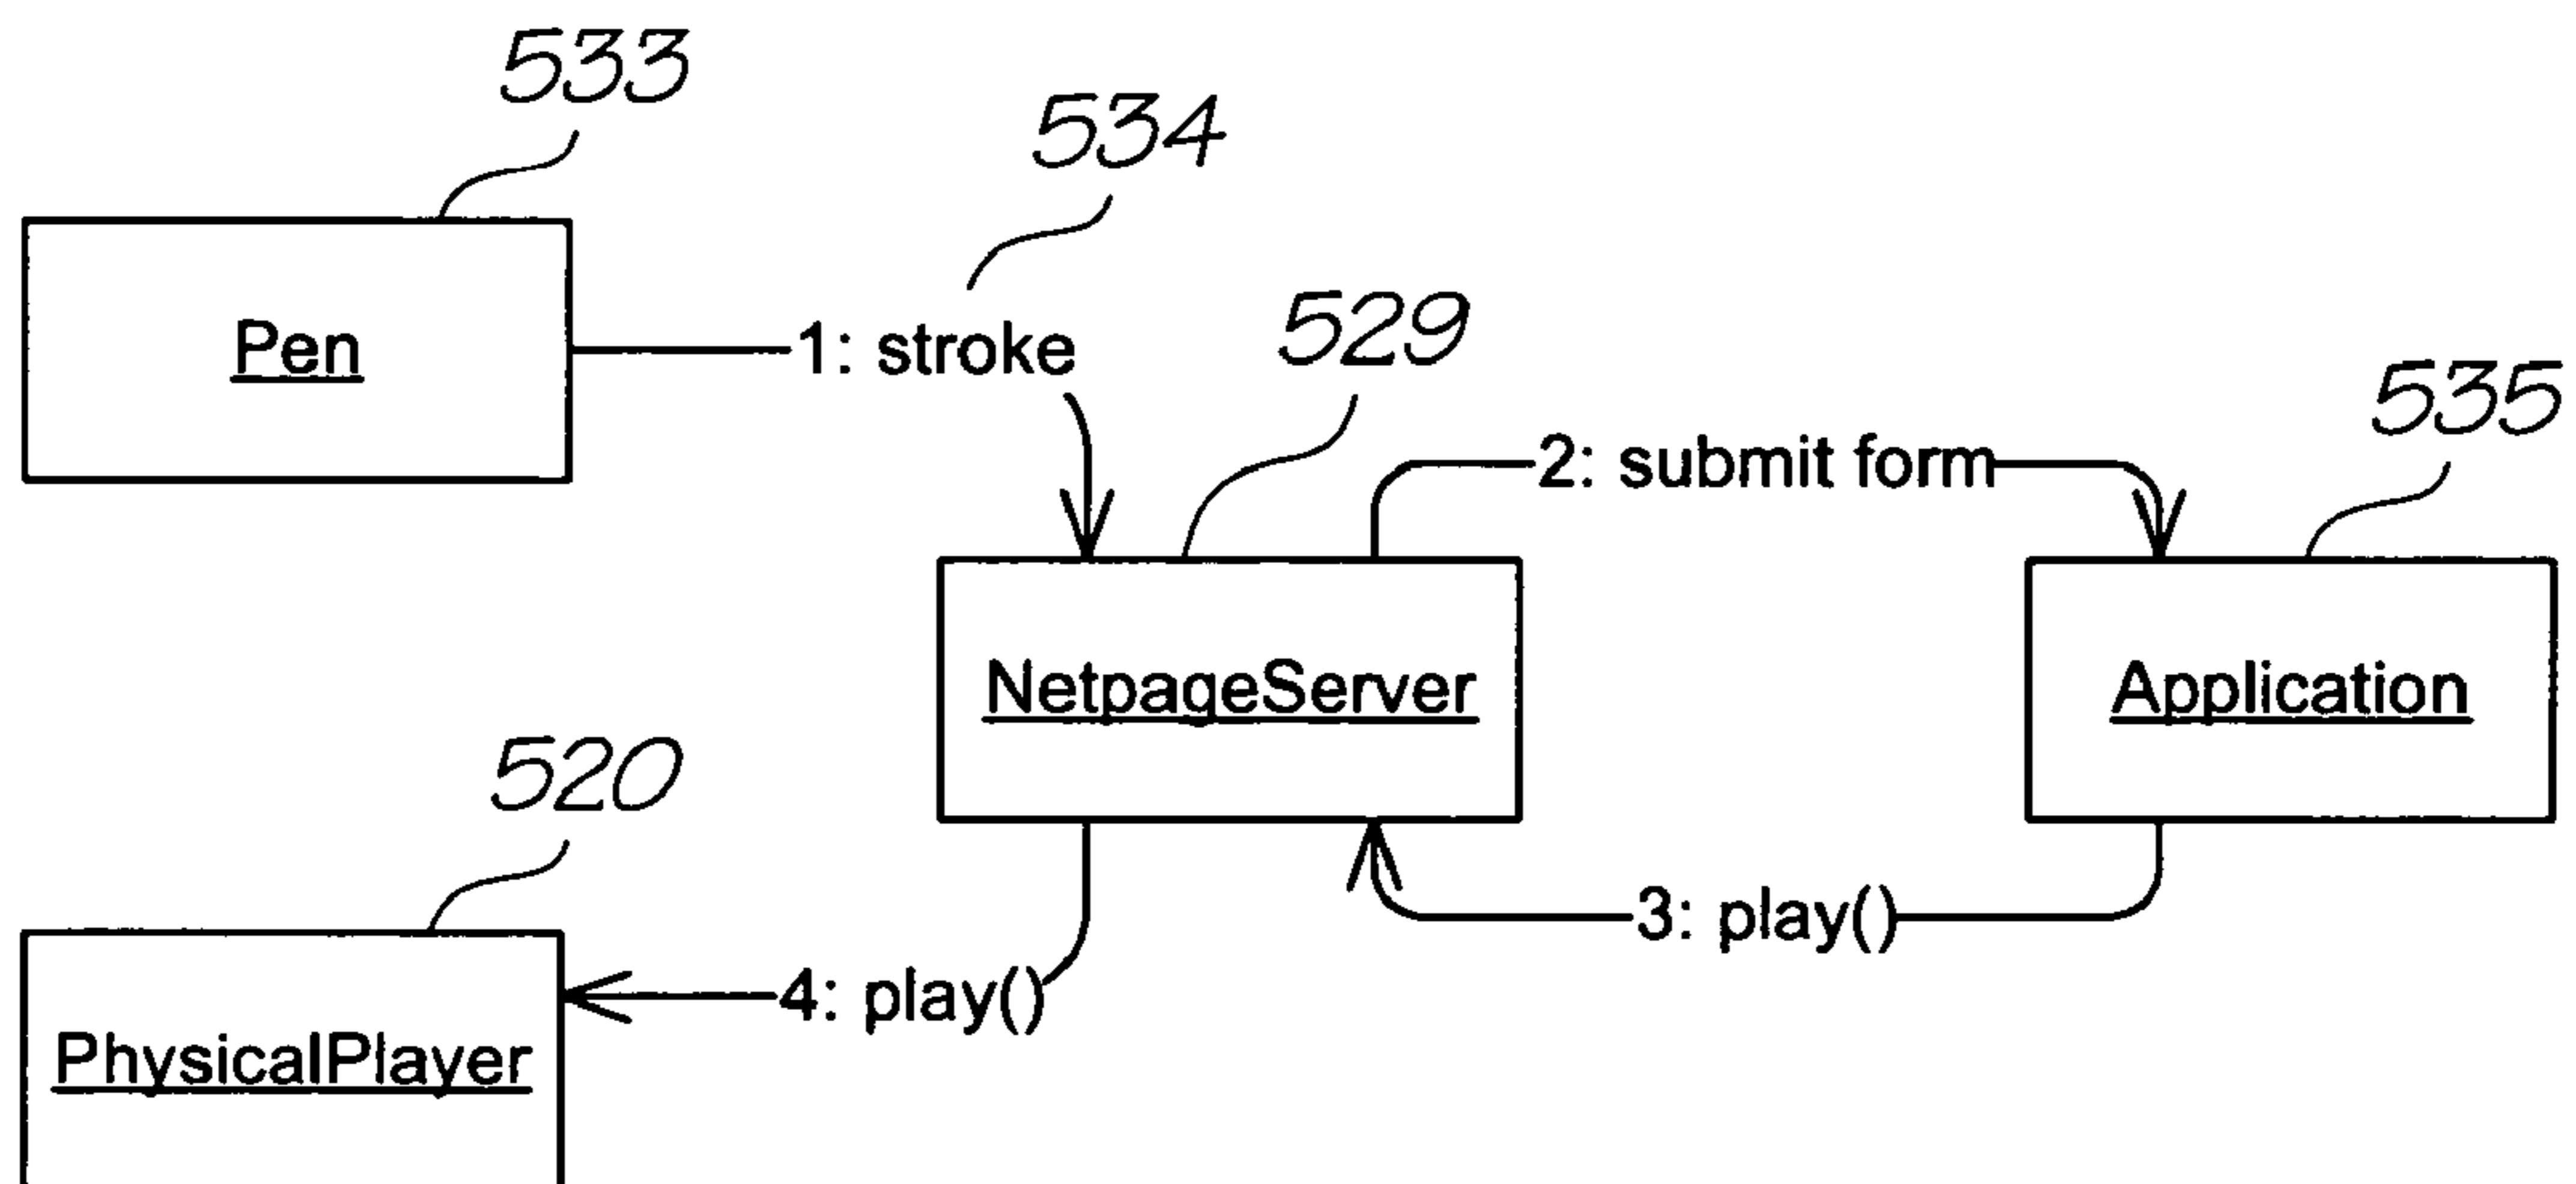 533
534
Pen
1: stroke
529
535
2: submit form
NetpageServer
Application
520
3: play()
4: play()
PhysicalPlayer